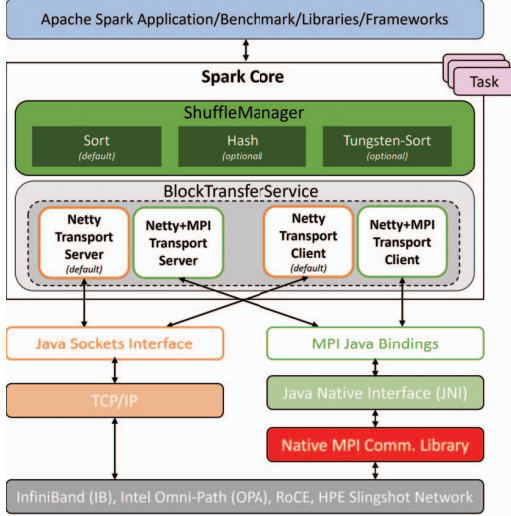 Apache Spark Application/Benchmark/Libraries/Frameworks
Spark Core
Task
ShuffleManager
Sort
(default)
Hash
(optional)
Tungsten-Sort
(optional)
BlockTransferService
Netty
Transport
Server
(default)
Netty+MPI
Transport
Server
Netty
Transport
Client
(default)
Netty+MPI
Transport
Client
Java Sockets Interface
MPI Java Bindings
TCP/IP
Java Native Interface (JNI)
Native MPI Comm. Library
InfiniBand (IB), Intel Omni-Path (OPA), RoCE, HPE Slingshot Network